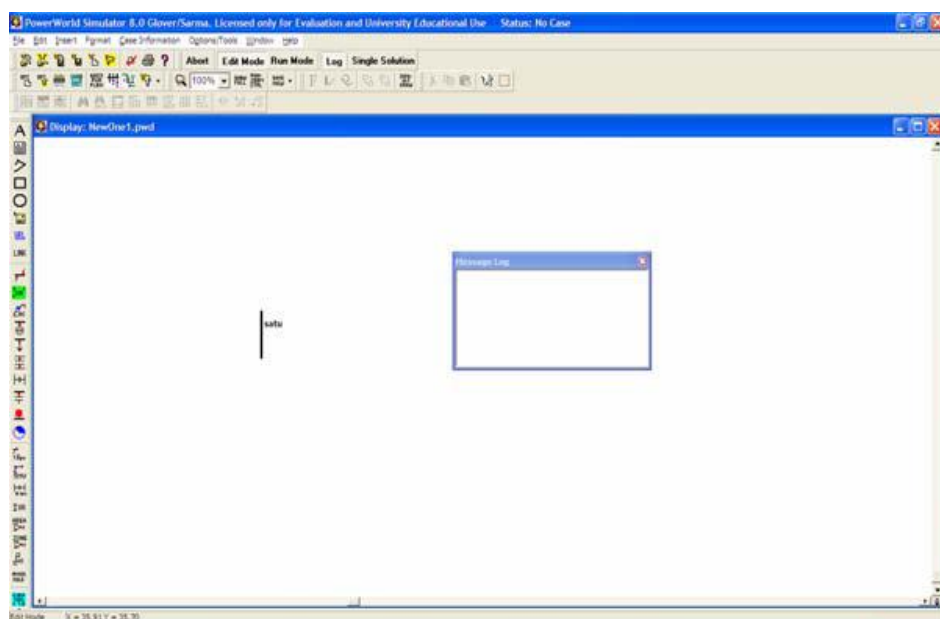 PowerWorld Simulator 8.0 Glover/Sarma. Licensed only for Evaluation and University Educational Use Status: No Case
File Edit Insert Format Case Information Options/Tools Window Help
Abort Edit Mode Run Mode Log Single Solution
100%
Display: NewOne1.pwd
A
LINK
Message Log
satu
Edit Mode